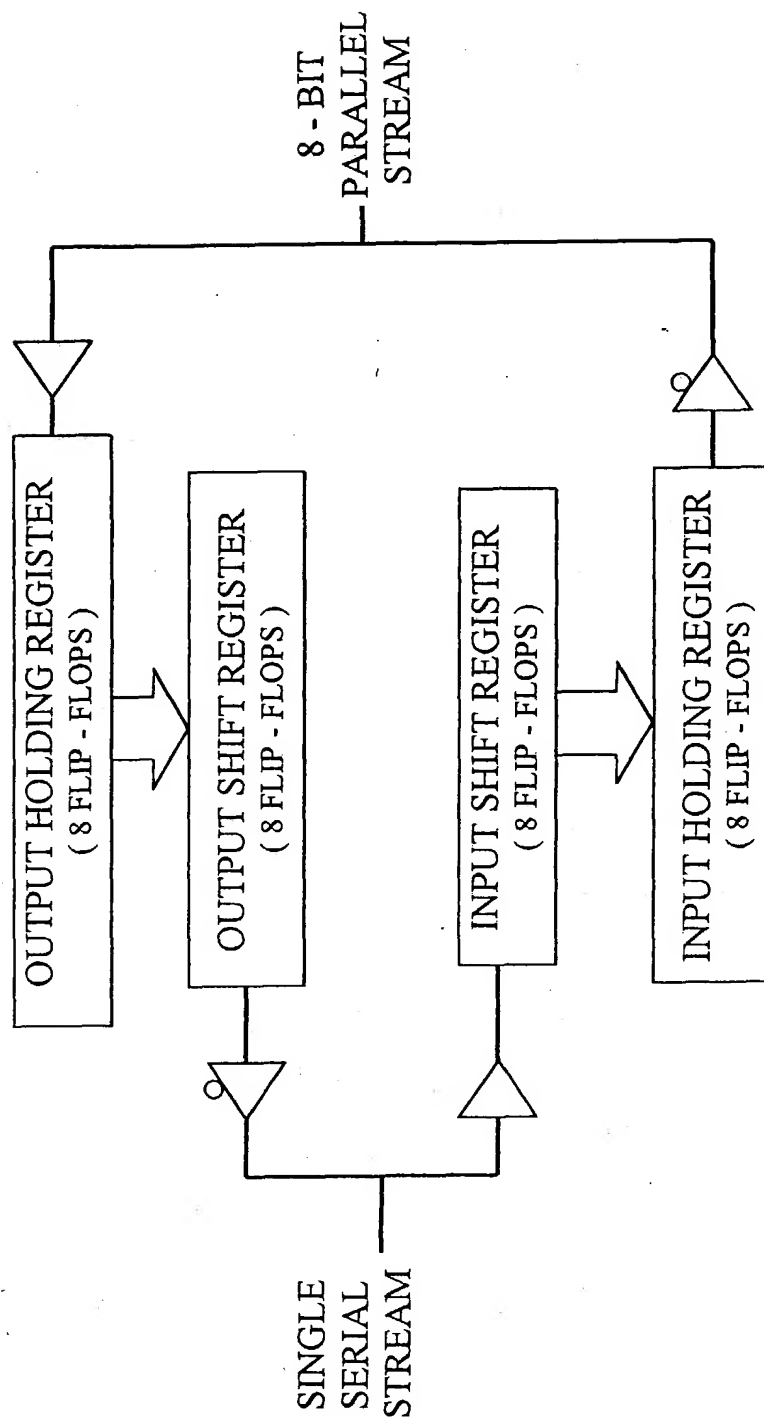 SINGLE
SERIAL
STREAM
OUTPUT HOLDING REGISTER
( 8 FLIP - FLOPS )
OUTPUT SHIFT REGISTER
( 8 FLIP - FLOPS )
INPUT SHIFT REGISTER
( 8 FLIP - FLOPS )
INPUT HOLDING REGISTER
( 8 FLIP - FLOPS )
8 - BIT
PARALLEL
STREAM